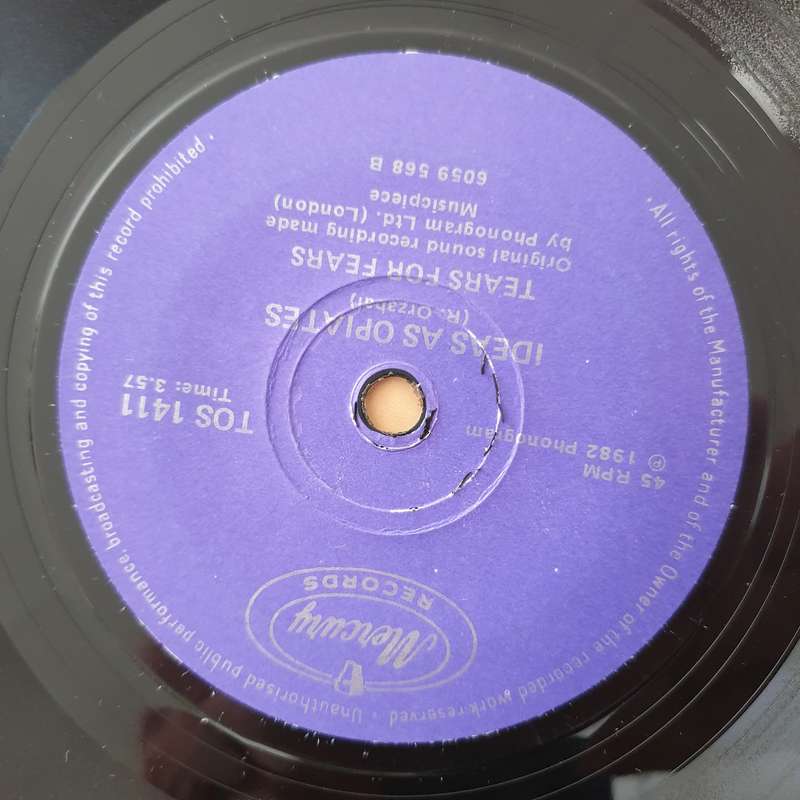 · All rights of the Manufacturer and of the Owner of the recorded work reserved · Unauthorised public performance, broadcasting and copying of this record prohibited ·
Mercury
RECORDS
45 RPM
℗ 1982 Phonogram
TOS 1411
Time: 3.57
IDEAS AS OPIATES
(R. Orzabal)
TEARS FOR FEARS
Original sound recording made
by Phonogram Ltd. (London)
Musicpiece
6059 568 B